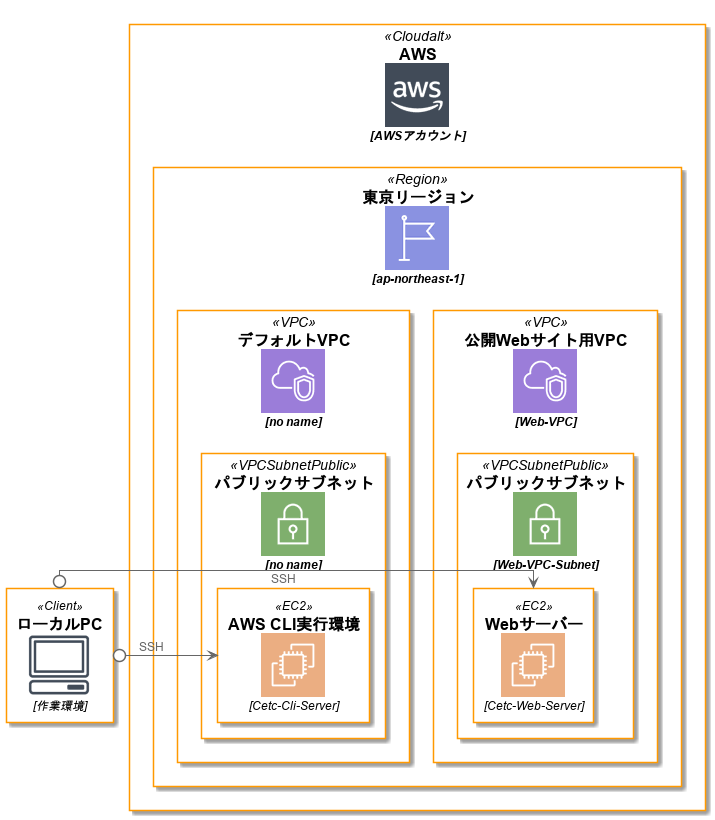 «Cloudalt»
AWS
aws
[AWSアカウント]
«Region»
東京リージョン
[ap-northeast-1]
«VPC»
デフォルトVPC
[no name]
«VPC»
公開Webサイト用VPC
[Web-VPC]
«VPCSubnetPublic»
パブリックサブネット
[no name]
«VPCSubnetPublic»
パブリックサブネット
[Web-VPC-Subnet]
SSH
«Client»
ローカルPC
[作業環境]
SSH
«EC2»
AWS CLI実行環境
[Cetc-Cli-Server]
«EC2»
Webサーバー
[Cetc-Web-Server]